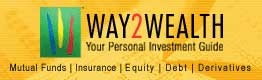 WAY2WEALTH
Your Personal Investment Guide
Mutual Funds | Insurance | Equity | Debt | Derivatives